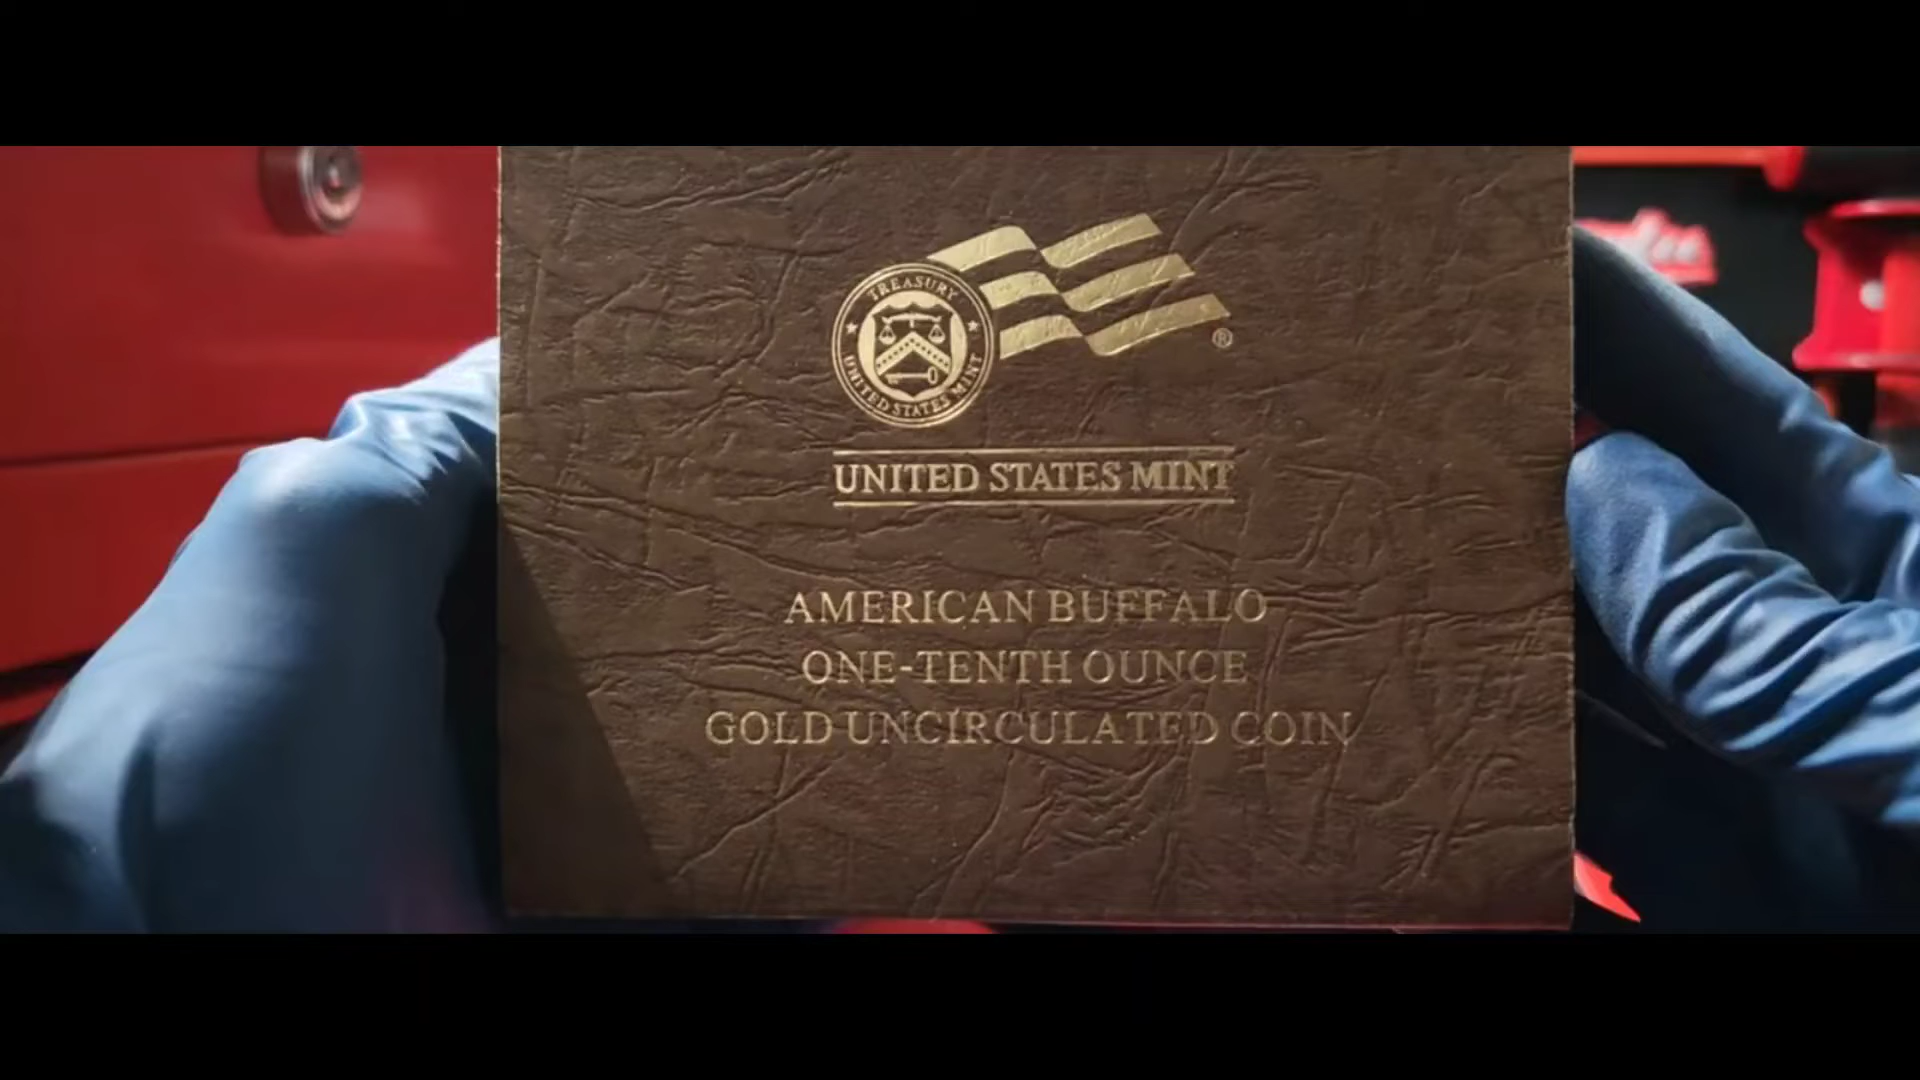 TREASURY
UNITED STATES MINT
®
UNITED STATES MINT
AMERICAN BUFFALO
ONE-TENTH OUNCE
GOLD UNCIRCULATED COIN